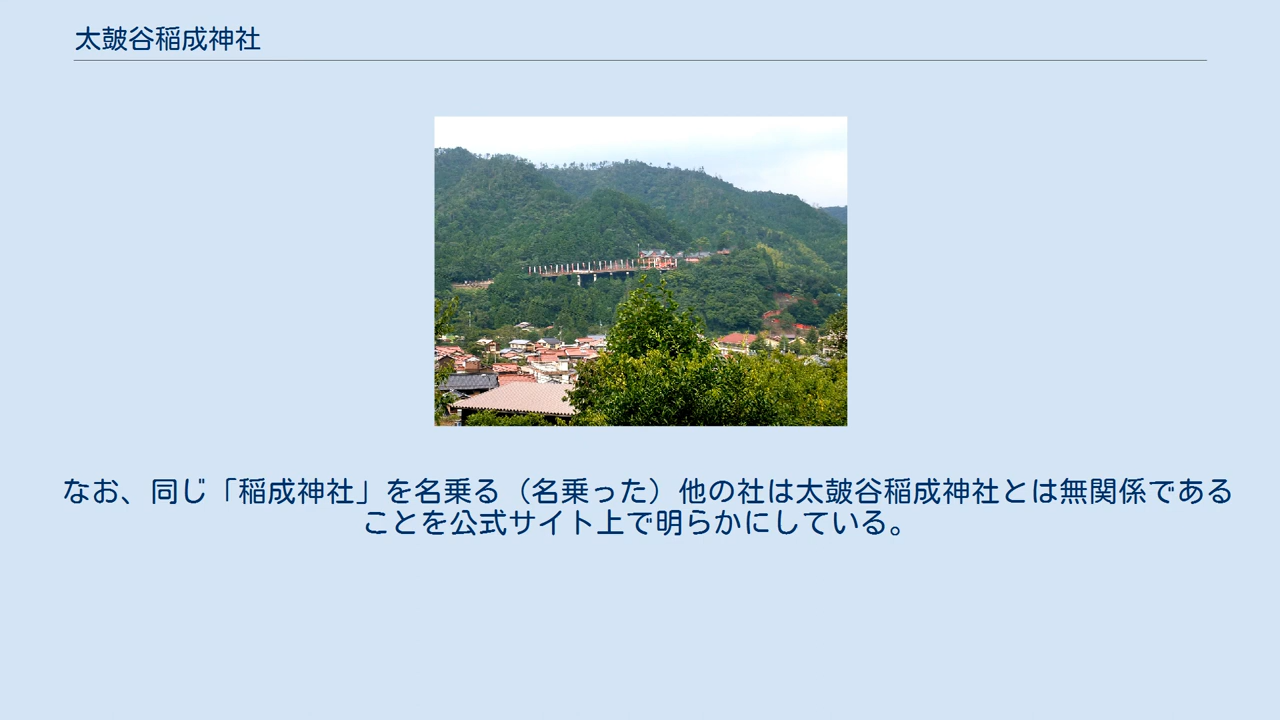 太皷谷稲成神社
なお、同じ「稲成神社」を名乗る（名乗った）他の社は太皷谷稲成神社とは無関係である
ことを公式サイト上で明らかにしている。